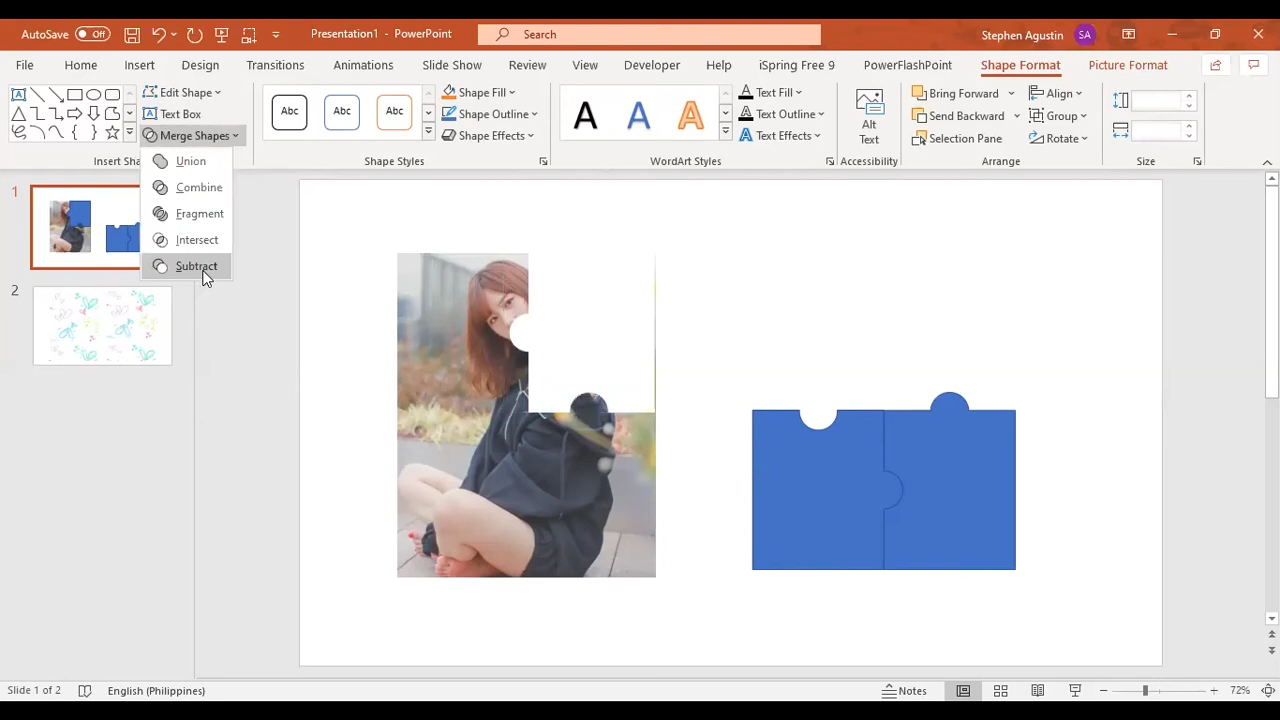 AutoSave Off Presentation1 - PowerPoint Search Stephen Agustin SA
File Home Insert Design Transitions Animations Slide Show Review View Developer Help iSpring Free 9 PowerFlashPoint Shape Format Picture Format
Edit Shape
Text Box
Merge Shapes
Insert Sh
Union
Combine
Fragment
Intersect
Subtract
Abc Abc Abc
Shape Fill
Shape Outline
Shape Effects
Shape Styles
A A A
Text Fill
Text Outline
Text Effects
WordArt Styles
Alt
Text
Accessibility
Bring Forward
Send Backward
Selection Pane
Align
Group
Rotate
Arrange
Size
1
2
Slide 1 of 2 English (Philippines) Notes 72%